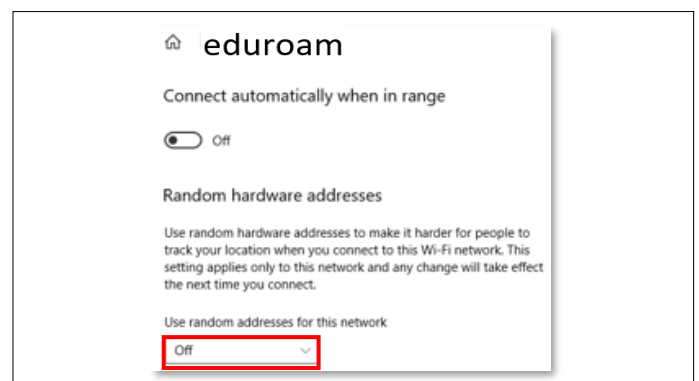 eduroam
Connect automatically when in range
Off
Random hardware addresses
Use random hardware addresses to make it harder for people to
track your location when you connect to this Wi-Fi network. This
setting applies only to this network and any change will take effect
the next time you connect.
Use random addresses for this network
Off